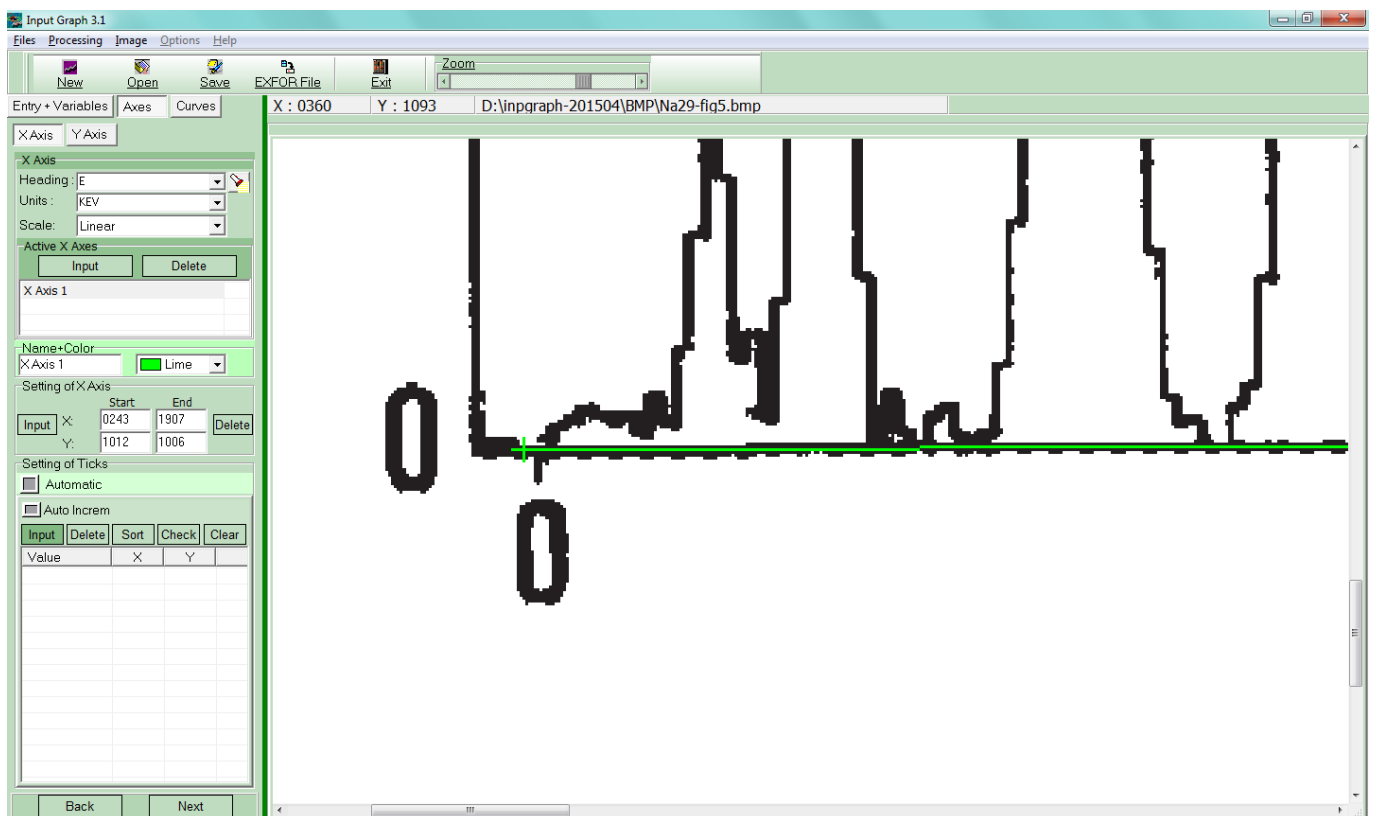 Input Graph 3.1
Files Processing Image Options Help
New Open Save EXFOR File Exit Zoom
Entry + Variables Axes Curves X : 0360 Y : 1093 D:\inpgraph-201504\BMP\Na29-fig5.bmp
X Axis Y Axis
X Axis
Heading : E
Units : KEV
Scale: Linear
Active X Axes
Input Delete
X Axis 1
Name+Color
X Axis 1 Lime
Setting of X Axis
Start End
Input X: 0243 1907 Delete
Y: 1012 1006
Setting of Ticks
Automatic
Auto Increm
Input Delete Sort Check Clear
Value X Y
Back Next
0
0